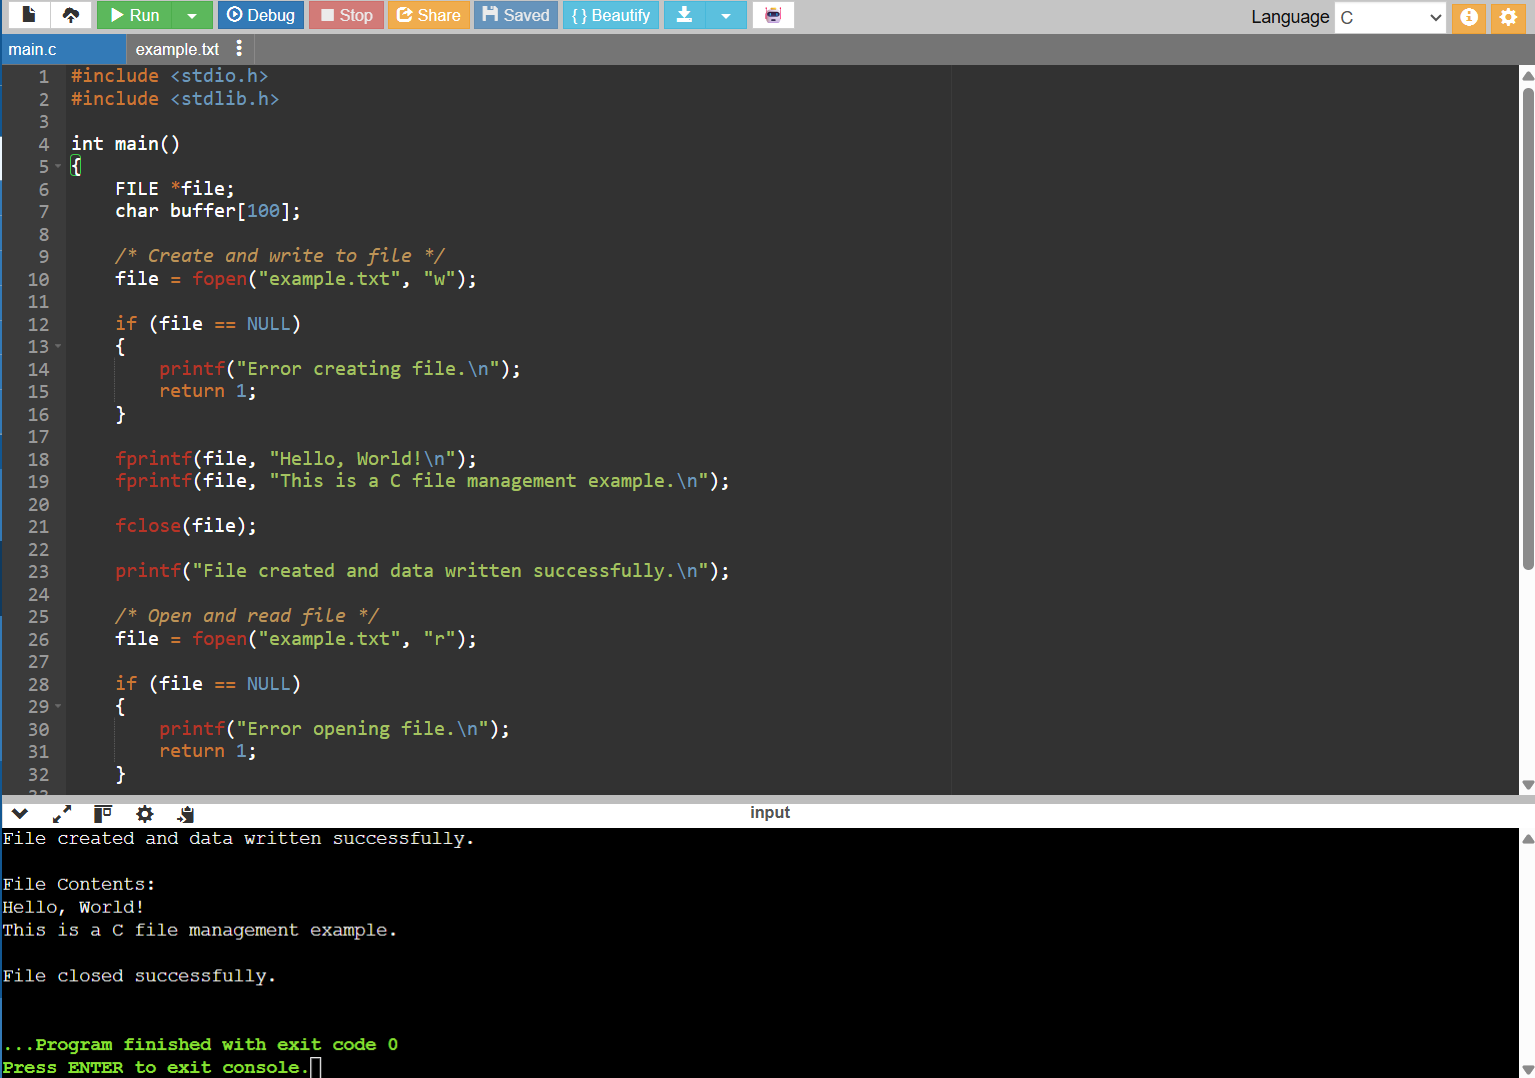 Run Debug Stop Share Saved { } Beautify Language C
main.c example.txt
1 #include <stdio.h>
2 #include <stdlib.h>
3
4 int main()
5 {
6     FILE *file;
7     char buffer[100];
8
9     /* Create and write to file */
10     file = fopen("example.txt", "w");
11
12     if (file == NULL)
13     {
14         printf("Error creating file.\n");
15         return 1;
16     }
17
18     fprintf(file, "Hello, World!\n");
19     fprintf(file, "This is a C file management example.\n");
20
21     fclose(file);
22
23     printf("File created and data written successfully.\n");
24
25     /* Open and read file */
26     file = fopen("example.txt", "r");
27
28     if (file == NULL)
29     {
30         printf("Error opening file.\n");
31         return 1;
32     }
33
input
File created and data written successfully.

File Contents:
Hello, World!
This is a C file management example.

File closed successfully.

...Program finished with exit code 0
Press ENTER to exit console.